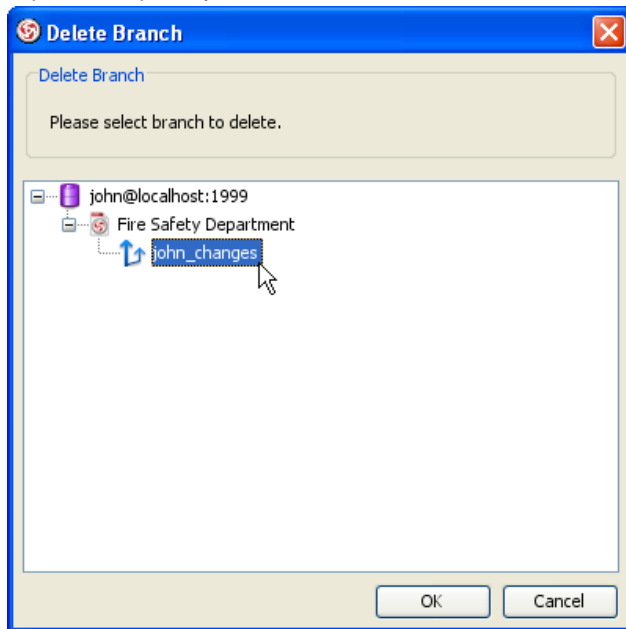 Delete Branch
Delete Branch
Please select branch to delete.
john@localhost:1999
Fire Safety Department
john_changes
OK
Cancel